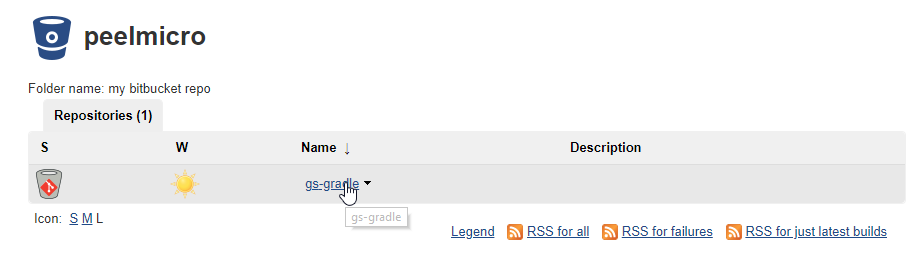 peelmicro
Folder name: my bitbucket repo
Repositories (1)
S W Name ↓ Description
gs-gradle
gs-gradle
Icon: S M L
Legend RSS for all RSS for failures RSS for just latest builds